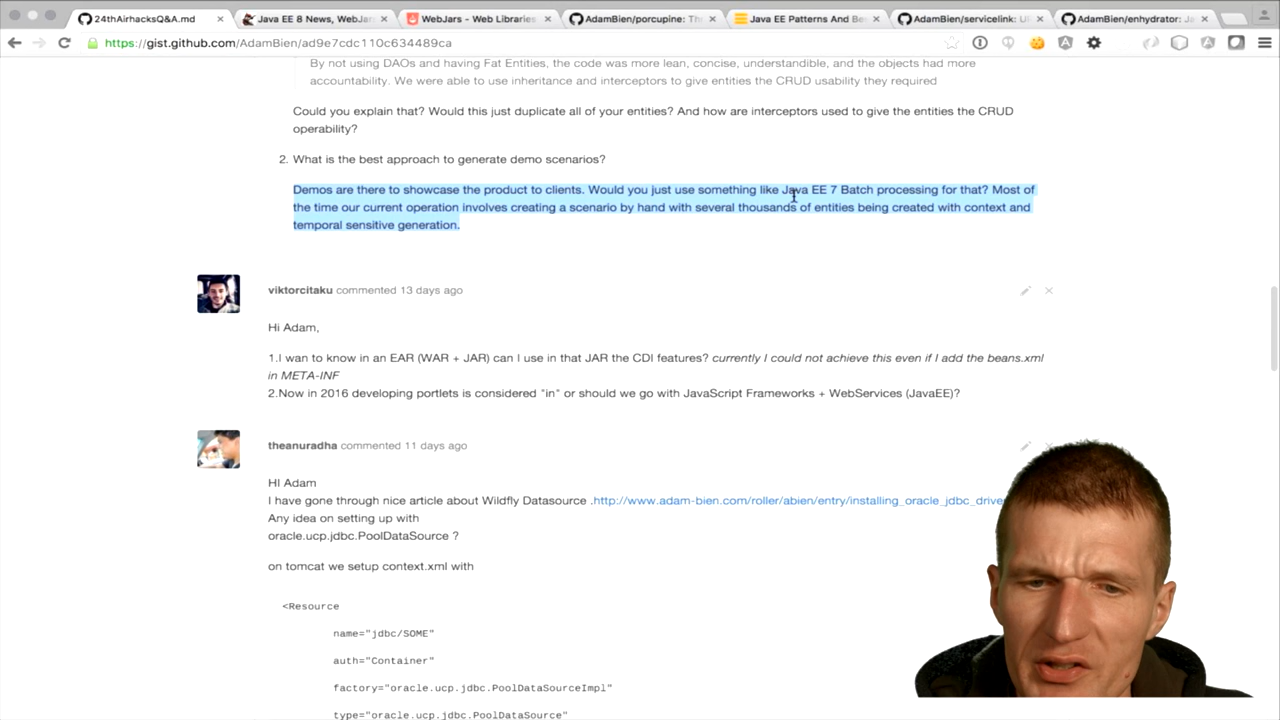 24thAirhacksQ&A.md
Java EE 8 News, WebJar
WebJars - Web Libraries
AdamBien/porcupine: Th
Java EE Patterns And Be
AdamBien/servicelink: U
AdamBien/enhydrator: Ja
https://gist.github.com/AdamBien/ad9e7cdc110c634489ca
By not using DAOs and having Fat Entities, the code was more lean, concise, understandable, and the objects had more
accountability. We were able to use inheritance and interceptors to give entities the CRUD usability they required
Could you explain that? Would this just duplicate all of your entities? And how are interceptors used to give the entities the CRUD
operability?
2. What is the best approach to generate demo scenarios?
Demos are there to showcase the product to clients. Would you just use something like Java EE 7 Batch processing for that? Most of
the time our current operation involves creating a scenario by hand with several thousands of entities being created with context and
temporal sensitive generation.
viktorcitaku commented 13 days ago
Hi Adam,
1.I wan to know in an EAR (WAR + JAR) can I use in that JAR the CDI features? currently I could not achieve this even if I add the beans.xml
in META-INF
2.Now in 2016 developing portlets is considered "in" or should we go with JavaScript Frameworks + WebServices (JavaEE)?
theanuradha commented 11 days ago
HI Adam
I have gone through nice article about Wildfly Datasource .http://www.adam-bien.com/roller/abien/entry/installing_oracle_jdbc_drive
Any idea on setting up with
oracle.ucp.jdbc.PoolDataSource ?
on tomcat we setup context.xml with
<Resource
name="jdbc/SOME"
auth="Container"
factory="oracle.ucp.jdbc.PoolDataSourceImpl"
type="oracle.ucp.jdbc.PoolDataSource"